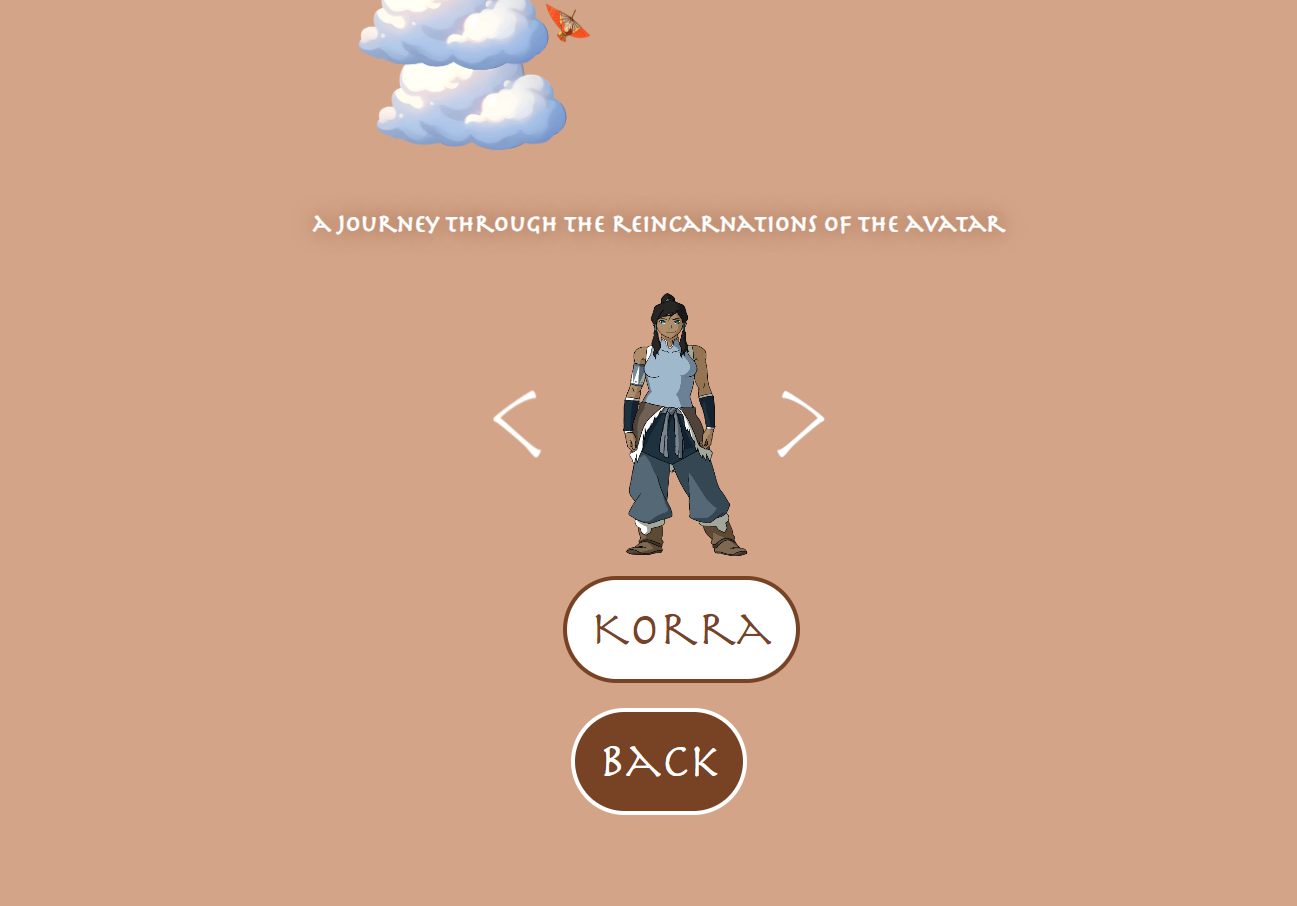 A JOURNEY THROUGH THE REINCARNATIONS OF THE AVATAR
<
>
KORRA
BACK